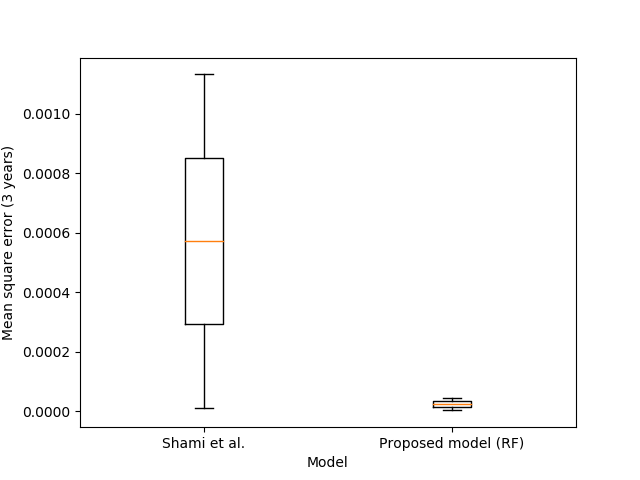 Mean square error (3 years)
0.0010
0.0008
0.0006
0.0004
0.0002
0.0000
Shami et al.
Proposed model (RF)
Model